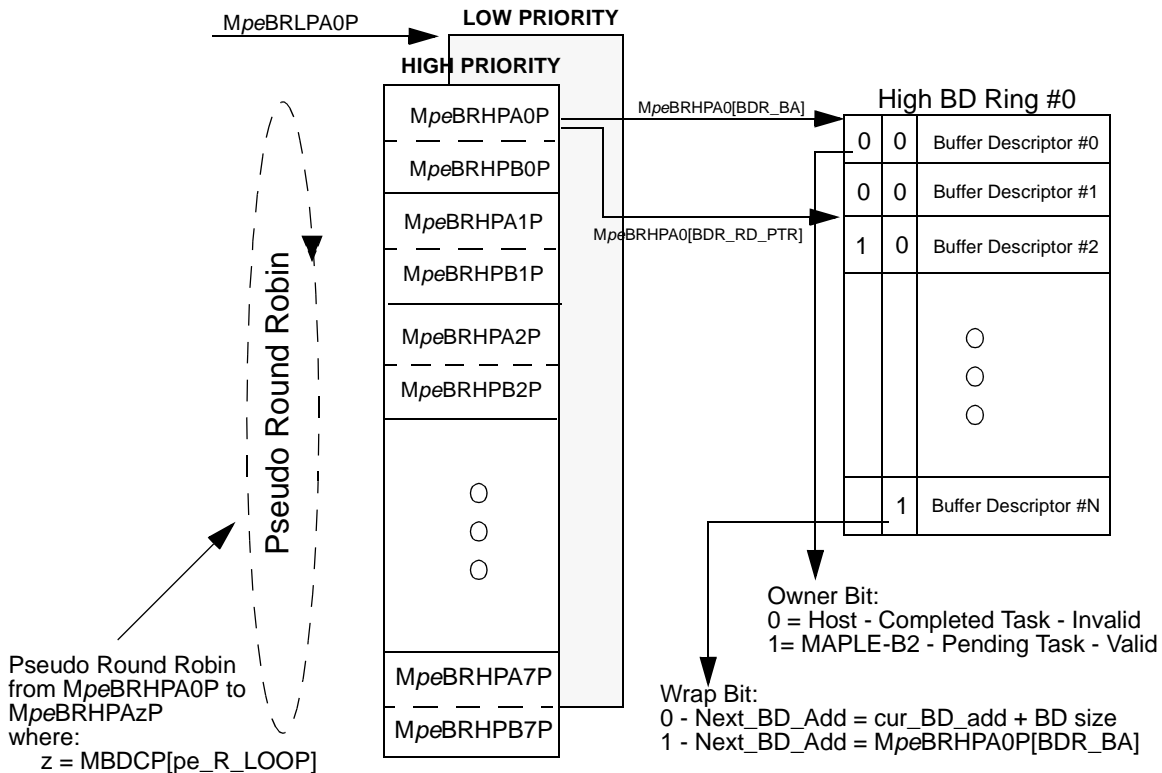 MpeBRLPA0P
LOW PRIORITY
HIGH PRIORITY
MpeBRHPA0P
MpeBRHPB0P
MpeBRHPA1P
MpeBRHPB1P
MpeBRHPA2P
MpeBRHPB2P
MpeBRHPA7P
MpeBRHPB7P
Pseudo Round Robin
Pseudo Round Robin
from MpeBRHPA0P to
MpeBRHPAzP
where:
z = MBDCP[pe_R_LOOP]
MpeBRHPA0[BDR_BA]
MpeBRHPA0[BDR_RD_PTR]
High BD Ring #0
0 0 Buffer Descriptor #0
0 0 Buffer Descriptor #1
1 0 Buffer Descriptor #2
1 Buffer Descriptor #N
Owner Bit:
0 = Host - Completed Task - Invalid
1= MAPLE-B2 - Pending Task - Valid
Wrap Bit:
0 - Next_BD_Add = cur_BD_add + BD size
1 - Next_BD_Add = MpeBRHPA0P[BDR_BA]